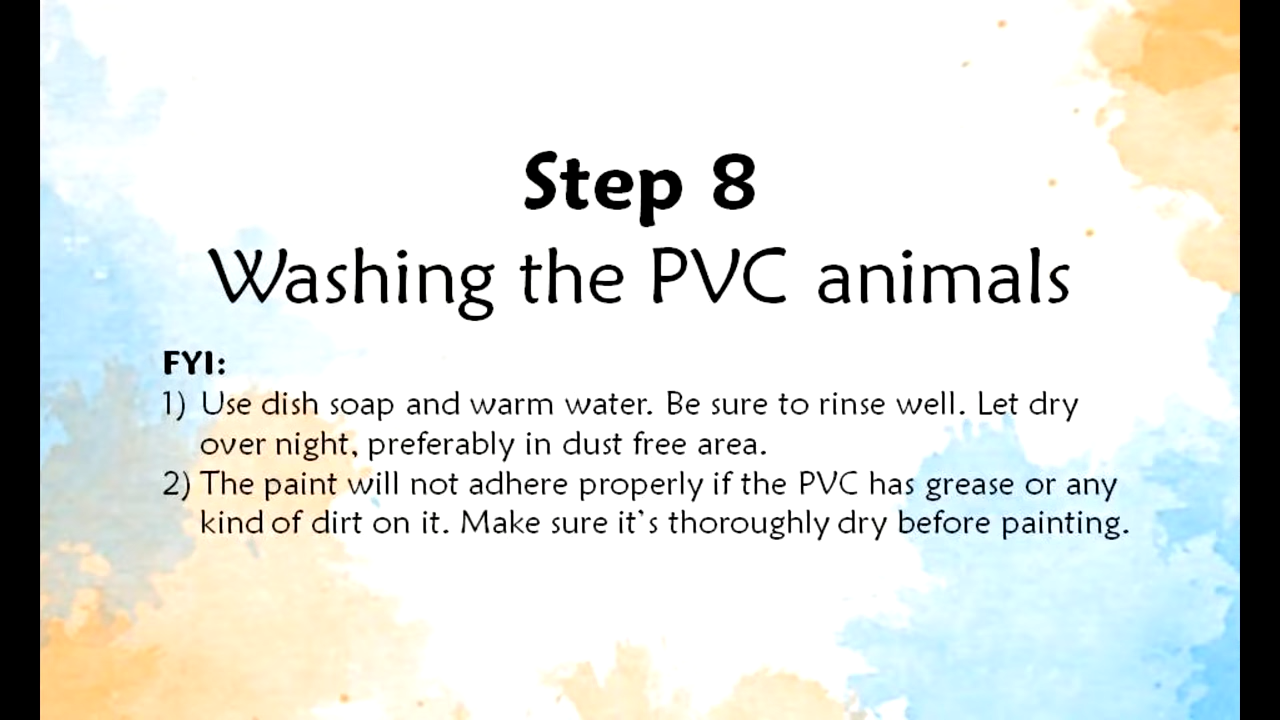 Step 8
Washing the PVC animals
FYI:
1) Use dish soap and warm water. Be sure to rinse well. Let dry
over night, preferably in dust free area.
2) The paint will not adhere properly if the PVC has grease or any
kind of dirt on it. Make sure it's thoroughly dry before painting.